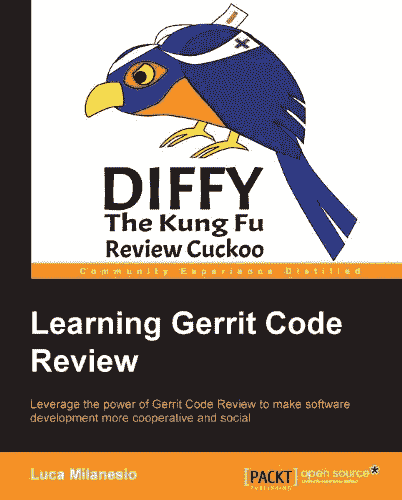 DIFFY
The Kung Fu
Review Cuckoo
Community Experience Distilled
Learning Gerrit Code
Review
Leverage the power of Gerrit Code Review to make software
development more cooperative and social
Luca Milanesio
[PACKT] open source*
PUBLISHING